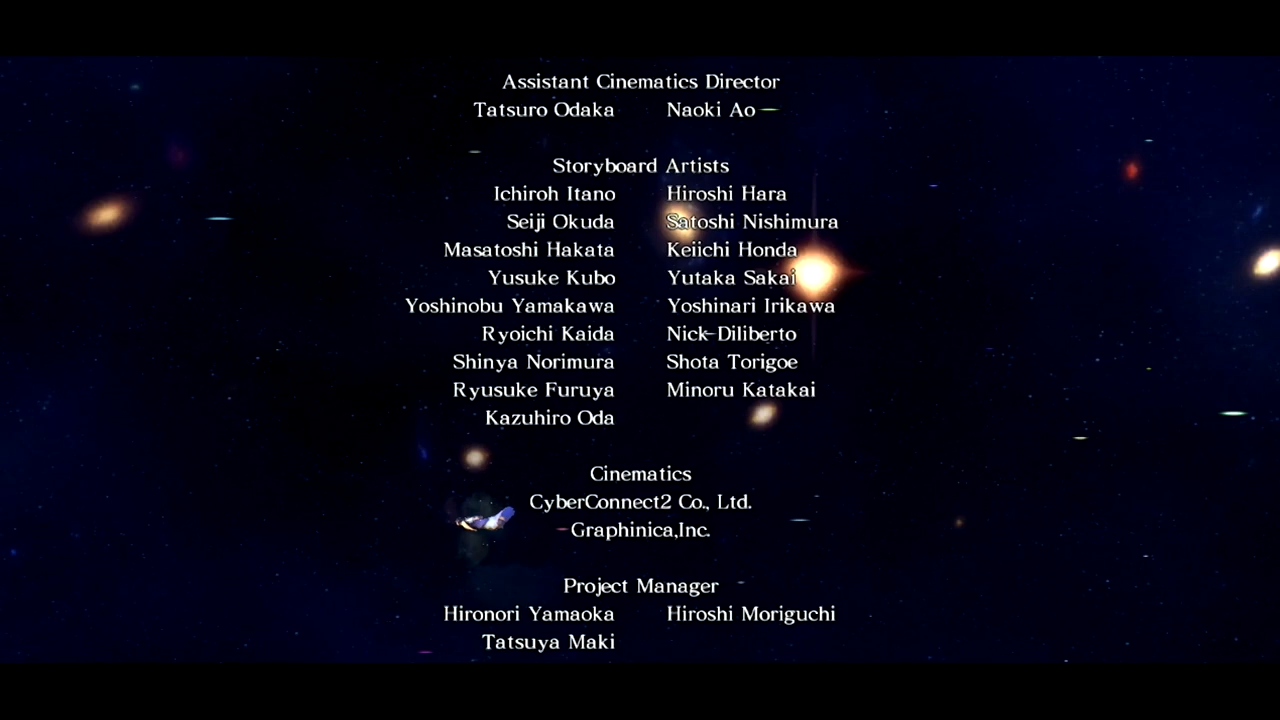 Assistant Cinematics Director
Tatsuro Odaka Naoki Ao
Storyboard Artists
Ichiroh Itano Hiroshi Hara
Seiji Okuda Satoshi Nishimura
Masatoshi Hakata Keiichi Honda
Yusuke Kubo Yutaka Sakai
Yoshinobu Yamakawa Yoshinari Irikawa
Ryoichi Kaida Nick Diliberto
Shinya Norimura Shota Torigoe
Ryusuke Furuya Minoru Katakai
Kazuhiro Oda
Cinematics
CyberConnect2 Co., Ltd.
Graphinica,Inc.
Project Manager
Hironori Yamaoka Hiroshi Moriguchi
Tatsuya Maki